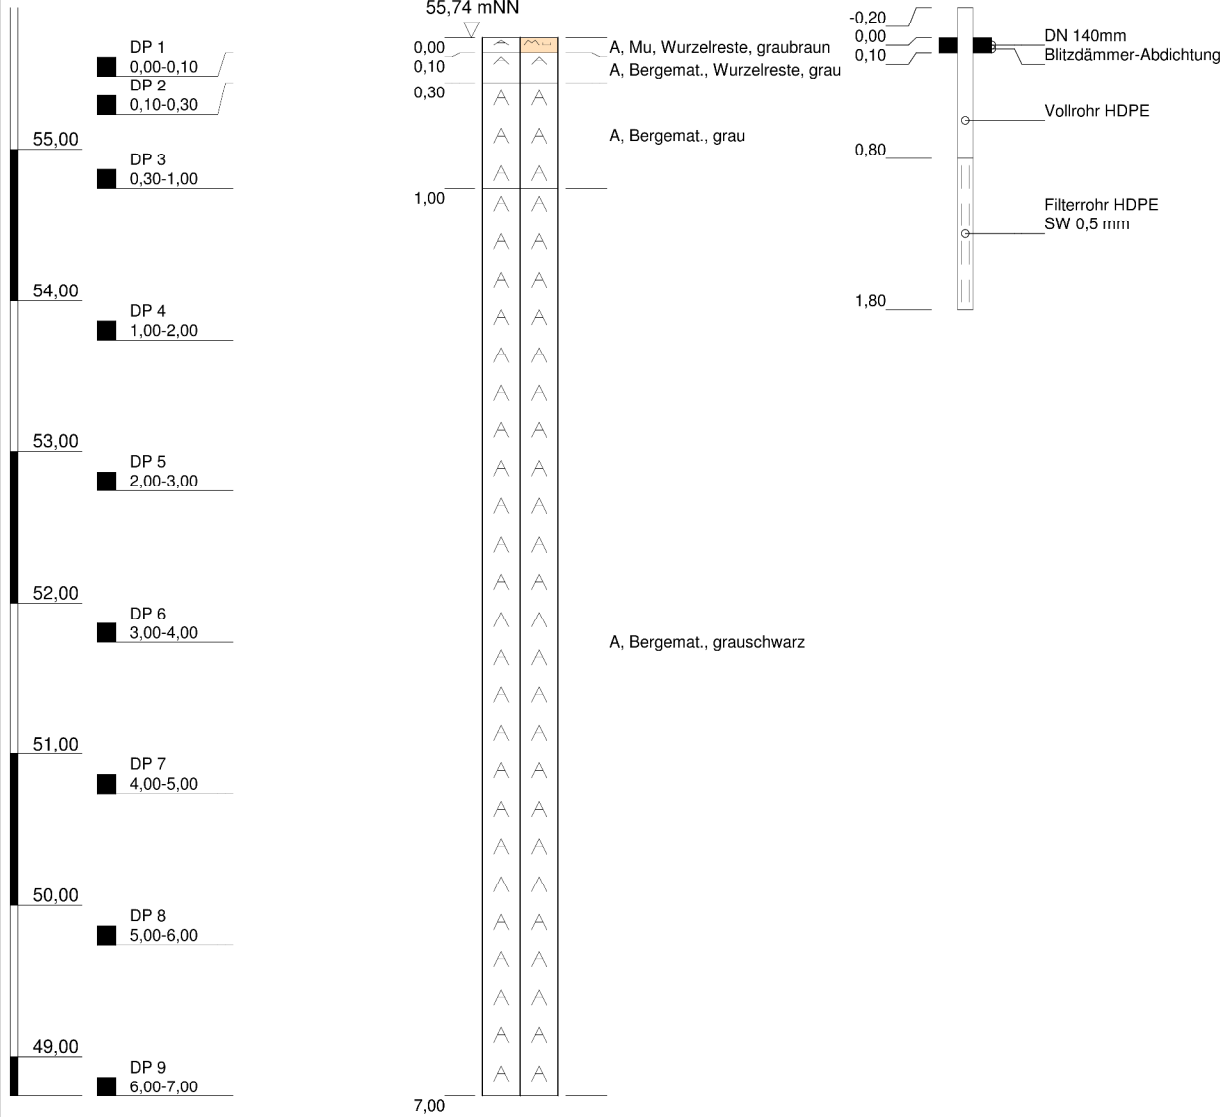 55,74 mNN
DP 1
0,00-0,10
DP 2
0,10-0,30
DP 3
0,30-1,00
DP 4
1,00-2,00
DP 5
2,00-3,00
DP 6
3,00-4,00
DP 7
4,00-5,00
DP 8
5,00-6,00
DP 9
6,00-7,00
55,00
54,00
53,00
52,00
51,00
50,00
49,00
0,00
0,10
0,30
1,00
7,00
A, Mu, Wurzelreste, graubraun
A, Bergemat., Wurzelreste, grau
A, Bergemat., grau
A, Bergemat., grauschwarz
-0,20
0,00
0,10
0,80
1,80
DN 140mm
Blitzdämmer-Abdichtung
Vollrohr HDPE
Filterrohr HDPE
SW 0,5 mm